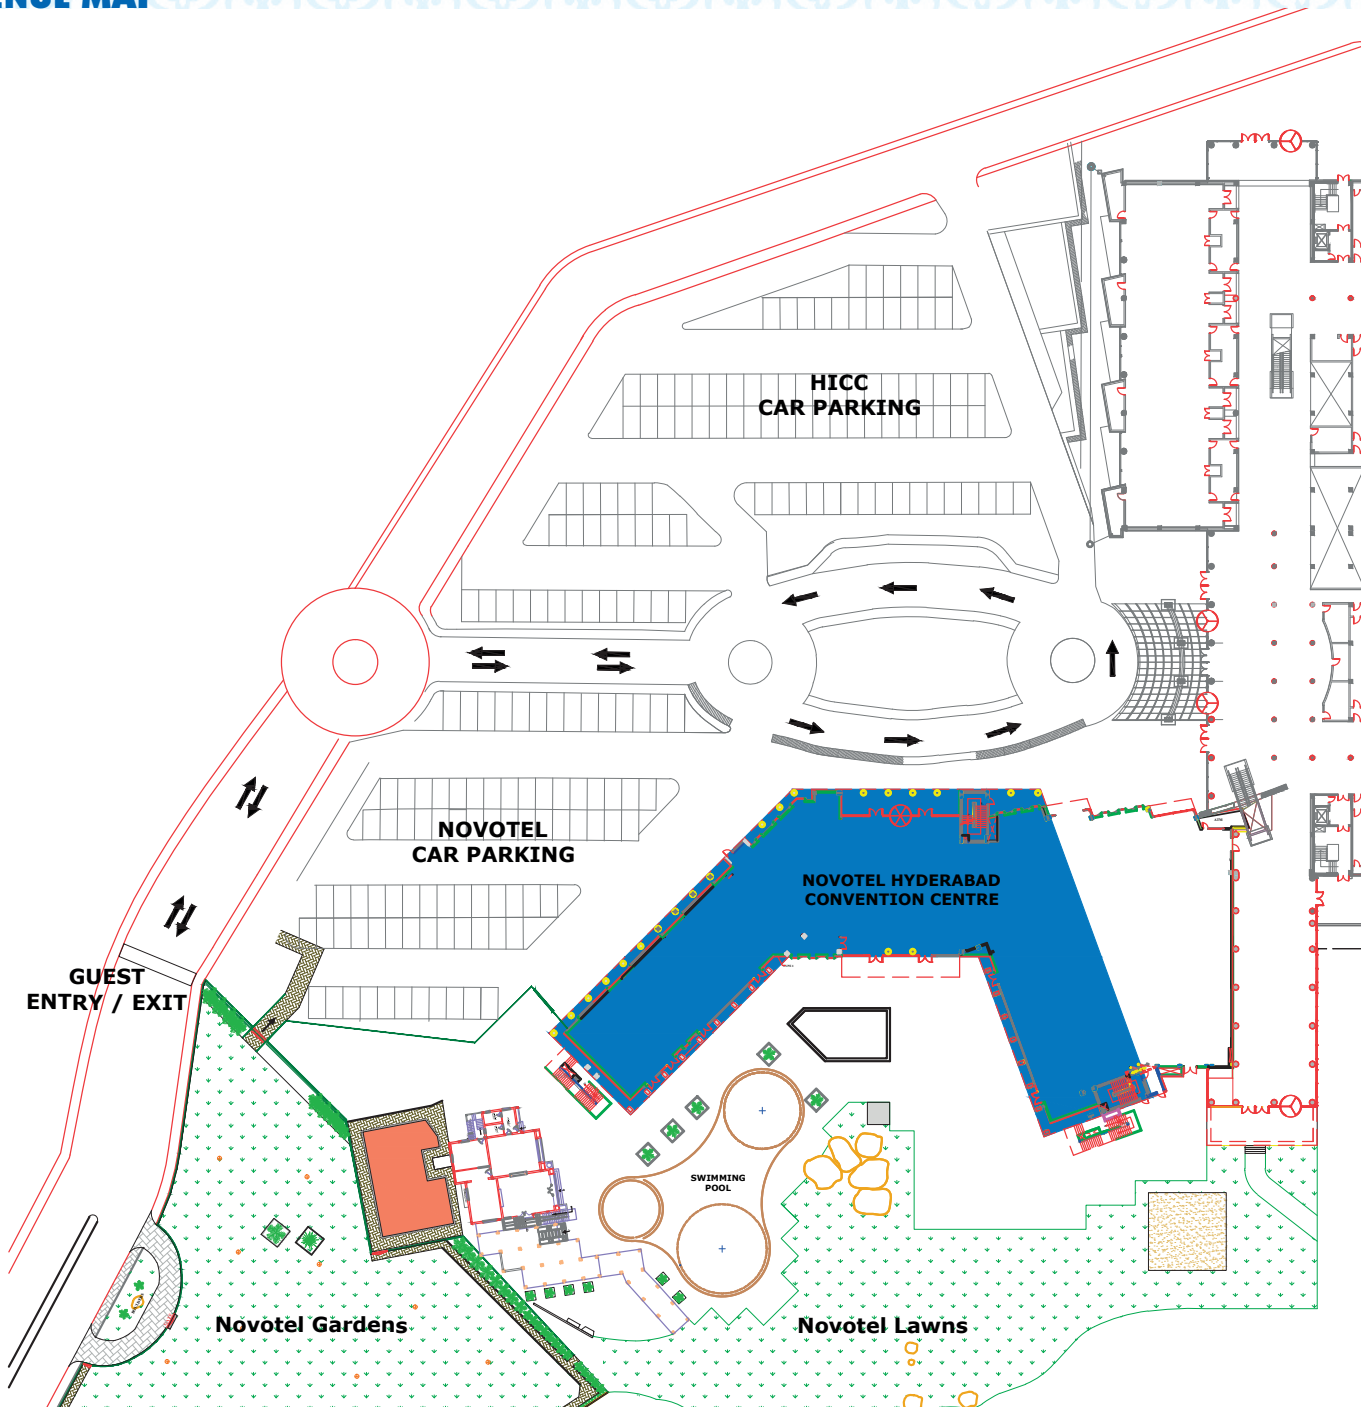 HICC
CAR PARKING
NOVOTEL
CAR PARKING
NOVOTEL HYDERABAD
CONVENTION CENTRE
GUEST
ENTRY / EXIT
SWIMMING
POOL
Novotel Gardens
Novotel Lawns